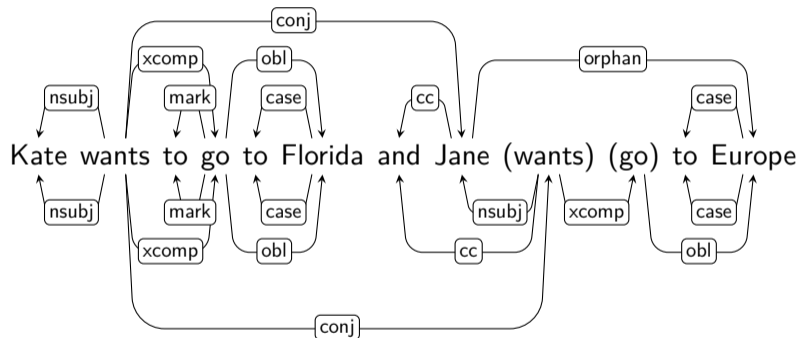 conj
xcomp obl orphan
nsubj mark case cc case
Kate wants to go to Florida and Jane (wants) (go) to Europe
nsubj mark case nsubj xcomp case
xcomp obl cc obl
conj